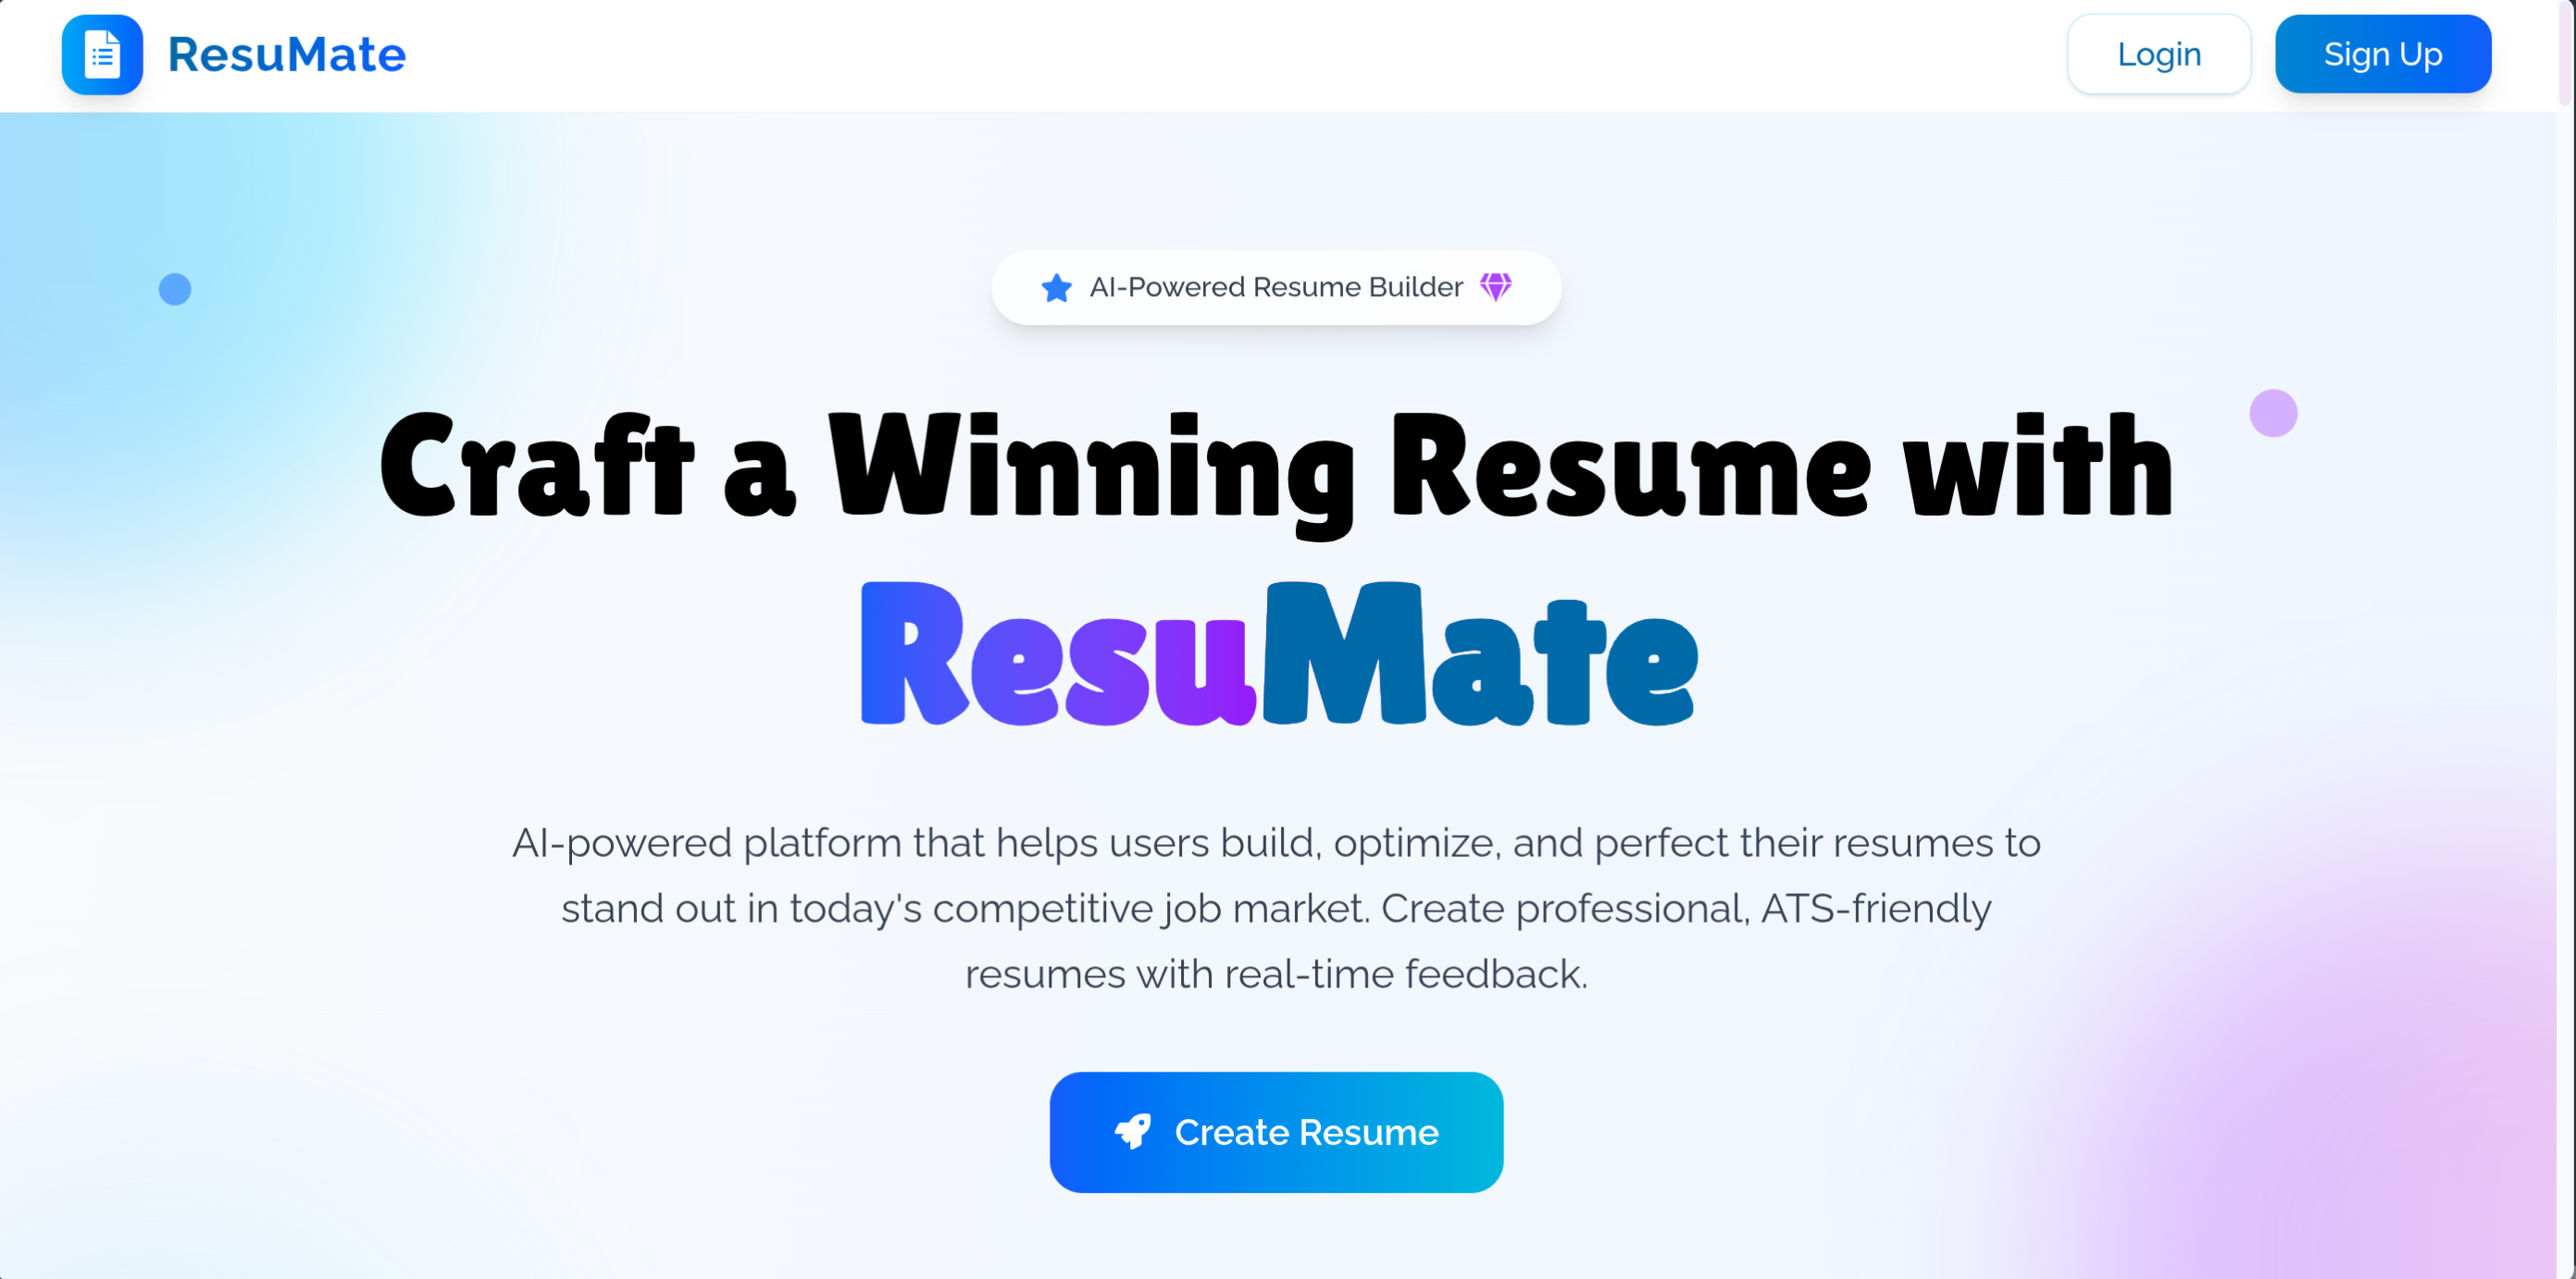 ResuMate
Login
Sign Up
AI-Powered Resume Builder
Craft a Winning Resume with
ResuMate
AI-powered platform that helps users build, optimize, and perfect their resumes to
stand out in today's competitive job market. Create professional, ATS-friendly
resumes with real-time feedback.
Create Resume